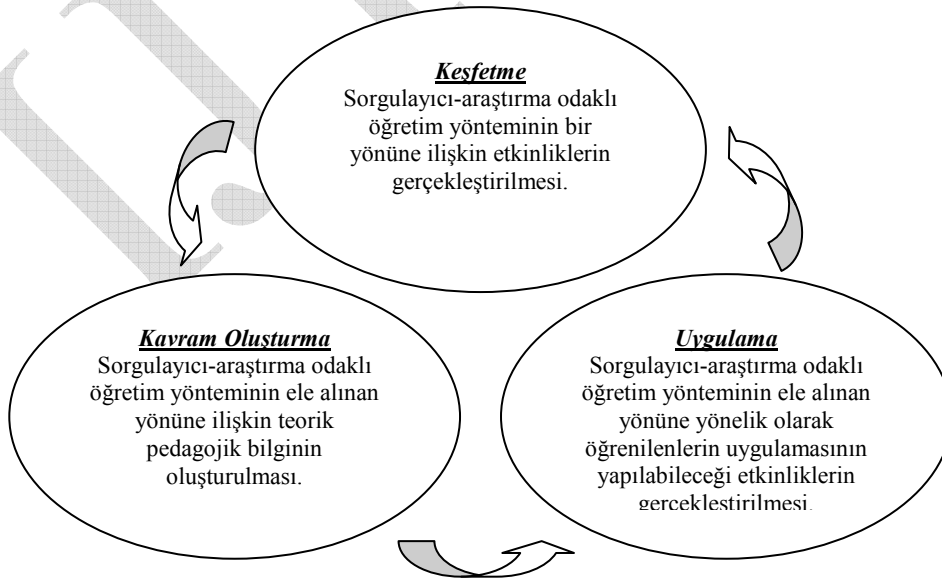 Keşfetme
Sorgulayıcı-araştırma odaklı
öğretim yönteminin bir
yönüne ilişkin etkinliklerin
gerçekleştirilmesi.
Kavram Oluşturma
Sorgulayıcı-araştırma odaklı
öğretim yönteminin ele alınan
yönüne ilişkin teorik
pedagojik bilginin
oluşturulması.
Uygulama
Sorgulayıcı-araştırma odaklı
öğretim yönteminin ele alınan
yönüne yönelik olarak
öğrenilenlerin uygulamasının
yapılabileceği etkinliklerin
gerçekleştirilmesi.